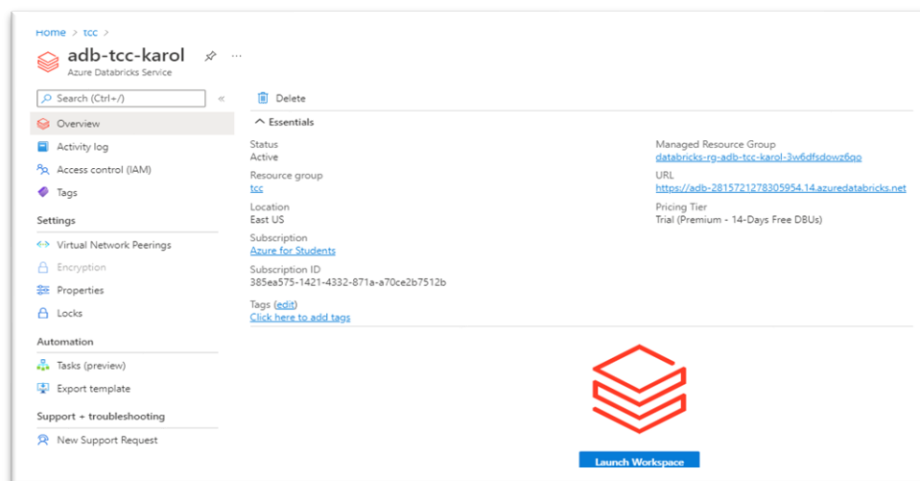 Home > tcc >
adb-tcc-karol
Azure Databricks Service
Search (Ctrl+/)
Overview
Activity log
Access control (IAM)
Tags
Settings
Virtual Network Peerings
Encryption
Properties
Locks
Automation
Tasks (preview)
Export template
Support + troubleshooting
New Support Request
Delete
Essentials
Status
Active
Resource group
tcc
Location
East US
Subscription
Azure for Students
Subscription ID
385ea575-1421-4332-871a-a70ce2b7512b
Tags (edit)
Click here to add tags
Managed Resource Group
databricks-rg-adb-tcc-karol-3w6dfsdowz6qo
URL
https://adb-2815721278305954.14.azuredatabricks.net
Pricing Tier
Trial (Premium - 14-Days Free DBUs)
Launch Workspace